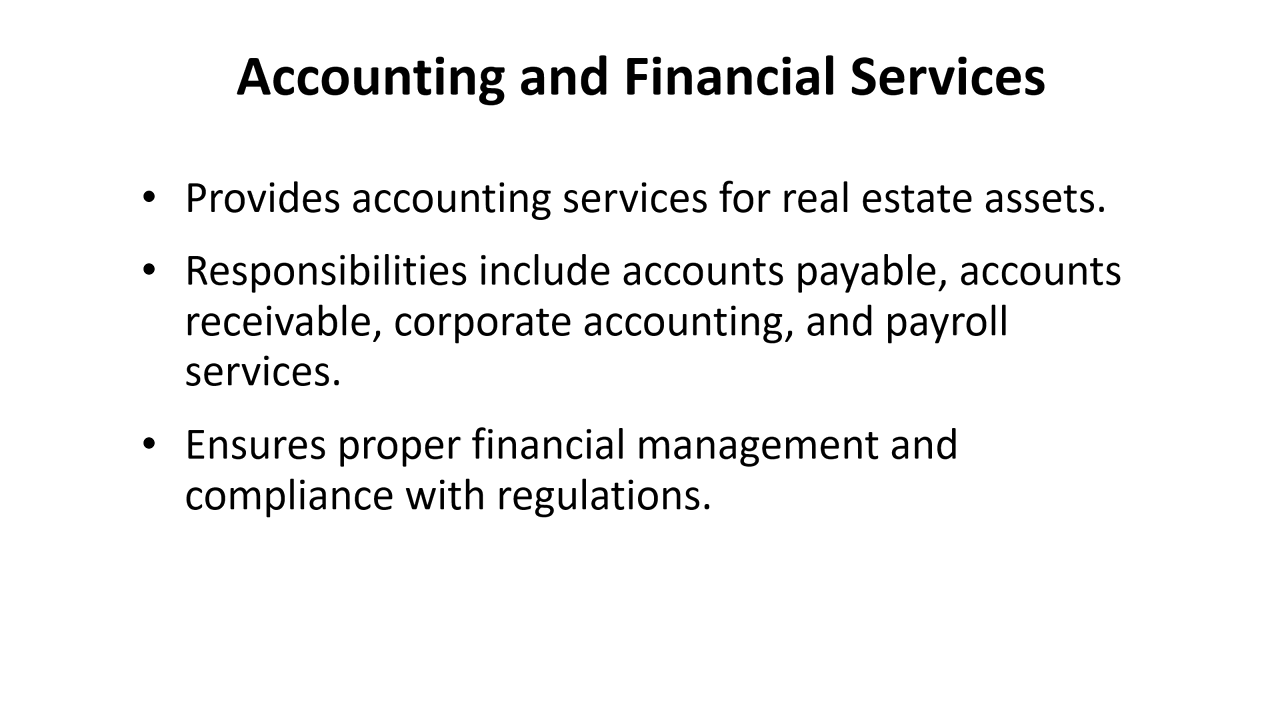 Accounting and Financial Services
• Provides accounting services for real estate assets.
• Responsibilities include accounts payable, accounts
receivable, corporate accounting, and payroll
services.
• Ensures proper financial management and
compliance with regulations.